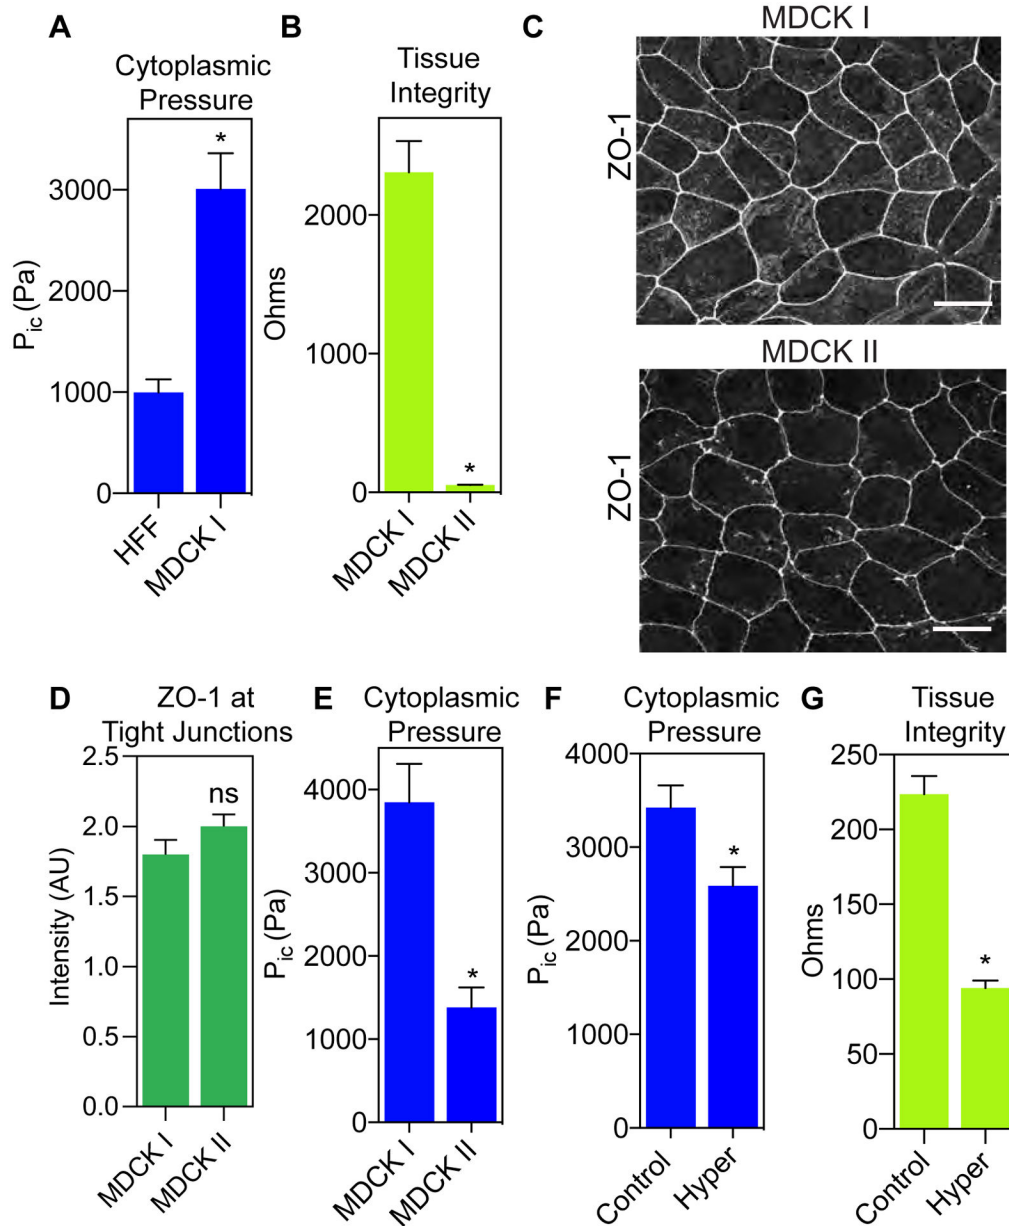 A
Cytoplasmic
Pressure
*
3000
2000
1000
0
P_ic (Pa)
HFF
MDCK I
B
Tissue
Integrity
2000
1000
0
Ohms
*
MDCK I
MDCK II
C
MDCK I
ZO-1
MDCK II
ZO-1
D
ZO-1 at
Tight Junctions
2.5
2.0
1.5
1.0
0.5
0.0
Intensity (AU)
ns
MDCK I
MDCK II
E
Cytoplasmic
Pressure
4000
3000
2000
1000
0
P_ic (Pa)
*
MDCK I
MDCK II
F
Cytoplasmic
Pressure
4000
3000
2000
1000
0
P_ic (Pa)
*
Control
Hyper
G
Tissue
Integrity
250
200
150
100
50
0
Ohms
*
Control
Hyper